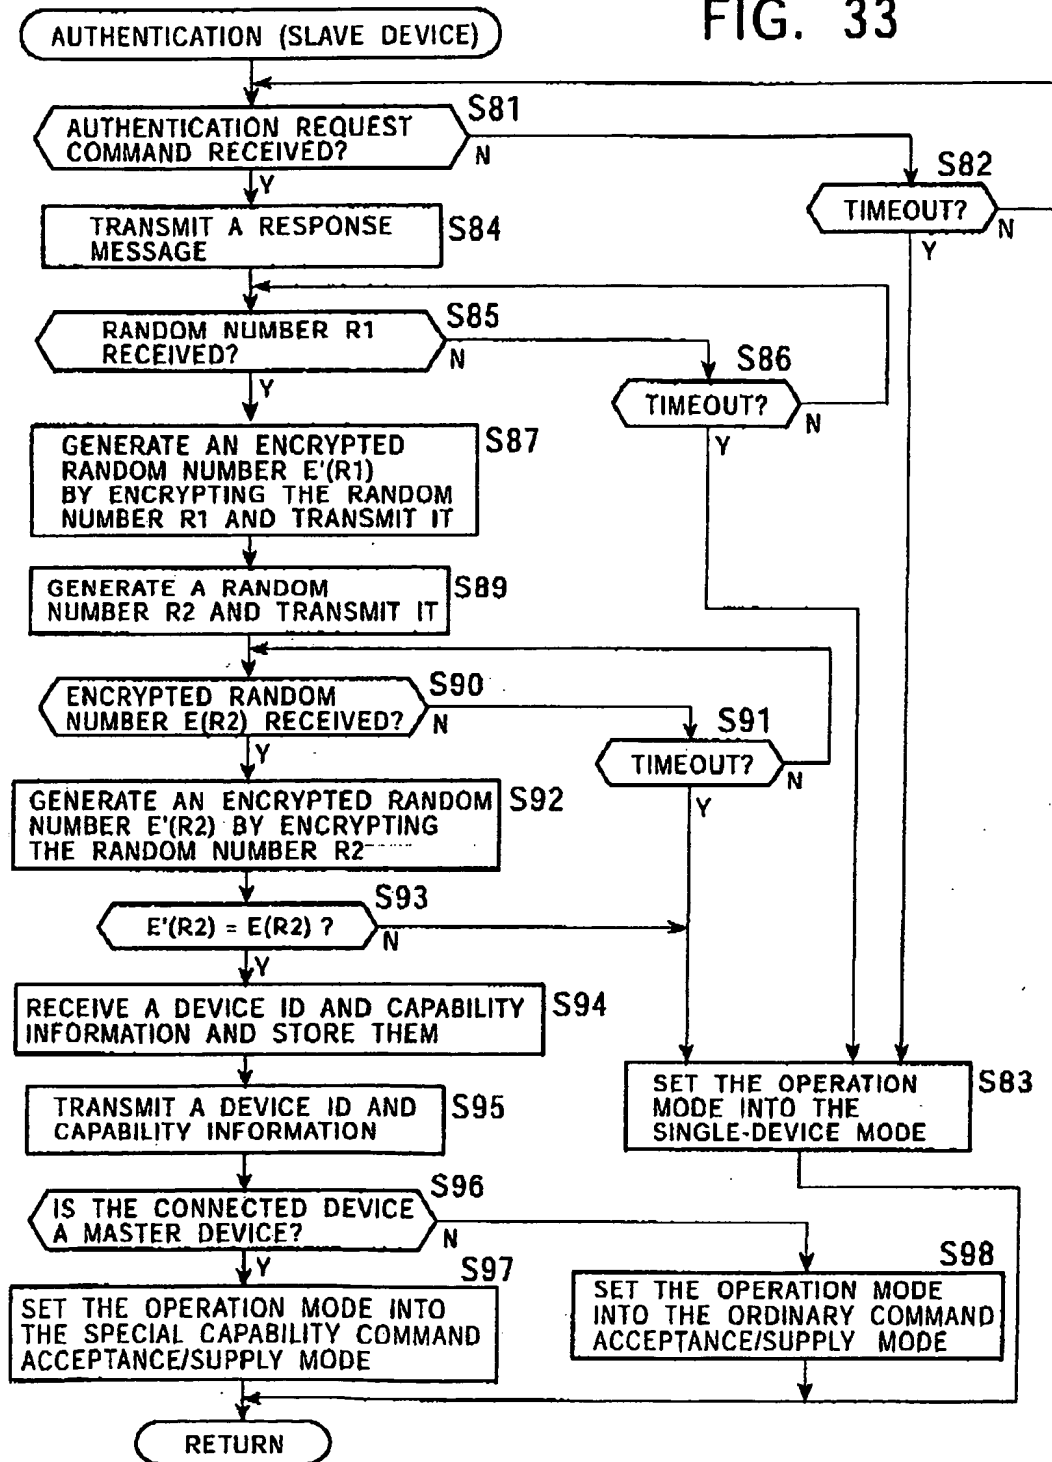 FIG. 33
AUTHENTICATION (SLAVE DEVICE)
S81
AUTHENTICATION REQUEST
COMMAND RECEIVED?
N
Y
S82
TIMEOUT?
N
Y
S84
TRANSMIT A RESPONSE
MESSAGE
S85
RANDOM NUMBER R1
RECEIVED?
N
Y
S86
TIMEOUT?
N
Y
S87
GENERATE AN ENCRYPTED
RANDOM NUMBER E'(R1)
BY ENCRYPTING THE RANDOM
NUMBER R1 AND TRANSMIT IT
S89
GENERATE A RANDOM
NUMBER R2 AND TRANSMIT IT
S90
ENCRYPTED RANDOM
NUMBER E(R2) RECEIVED?
N
Y
S91
TIMEOUT?
N
Y
S92
GENERATE AN ENCRYPTED RANDOM
NUMBER E'(R2) BY ENCRYPTING
THE RANDOM NUMBER R2
S93
E'(R2) = E(R2) ?
N
Y
S94
RECEIVE A DEVICE ID AND CAPABILITY
INFORMATION AND STORE THEM
S83
SET THE OPERATION
MODE INTO THE
SINGLE-DEVICE MODE
S95
TRANSMIT A DEVICE ID AND
CAPABILITY INFORMATION
S96
IS THE CONNECTED DEVICE
A MASTER DEVICE?
N
Y
S97
SET THE OPERATION MODE INTO
THE SPECIAL CAPABILITY COMMAND
ACCEPTANCE/SUPPLY MODE
S98
SET THE OPERATION MODE
INTO THE ORDINARY COMMAND
ACCEPTANCE/SUPPLY MODE
RETURN